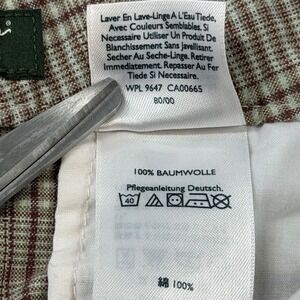 Laver En Lave-Linge A L'Eau Tiede,
Avec Couleurs Semblables. Si
Necessaire Utiliser Un Produit De
Blanchissement Sans Javellisant.
Secher Au Seche-Linge. Retirer
Immediatement. Repasser Au Fer
Tiede Si Necessaire.
WPL 9647 CA00665
80/00
100% BAUMWOLLE
Pflegeanleitung Deutsch.
40
綿 100%